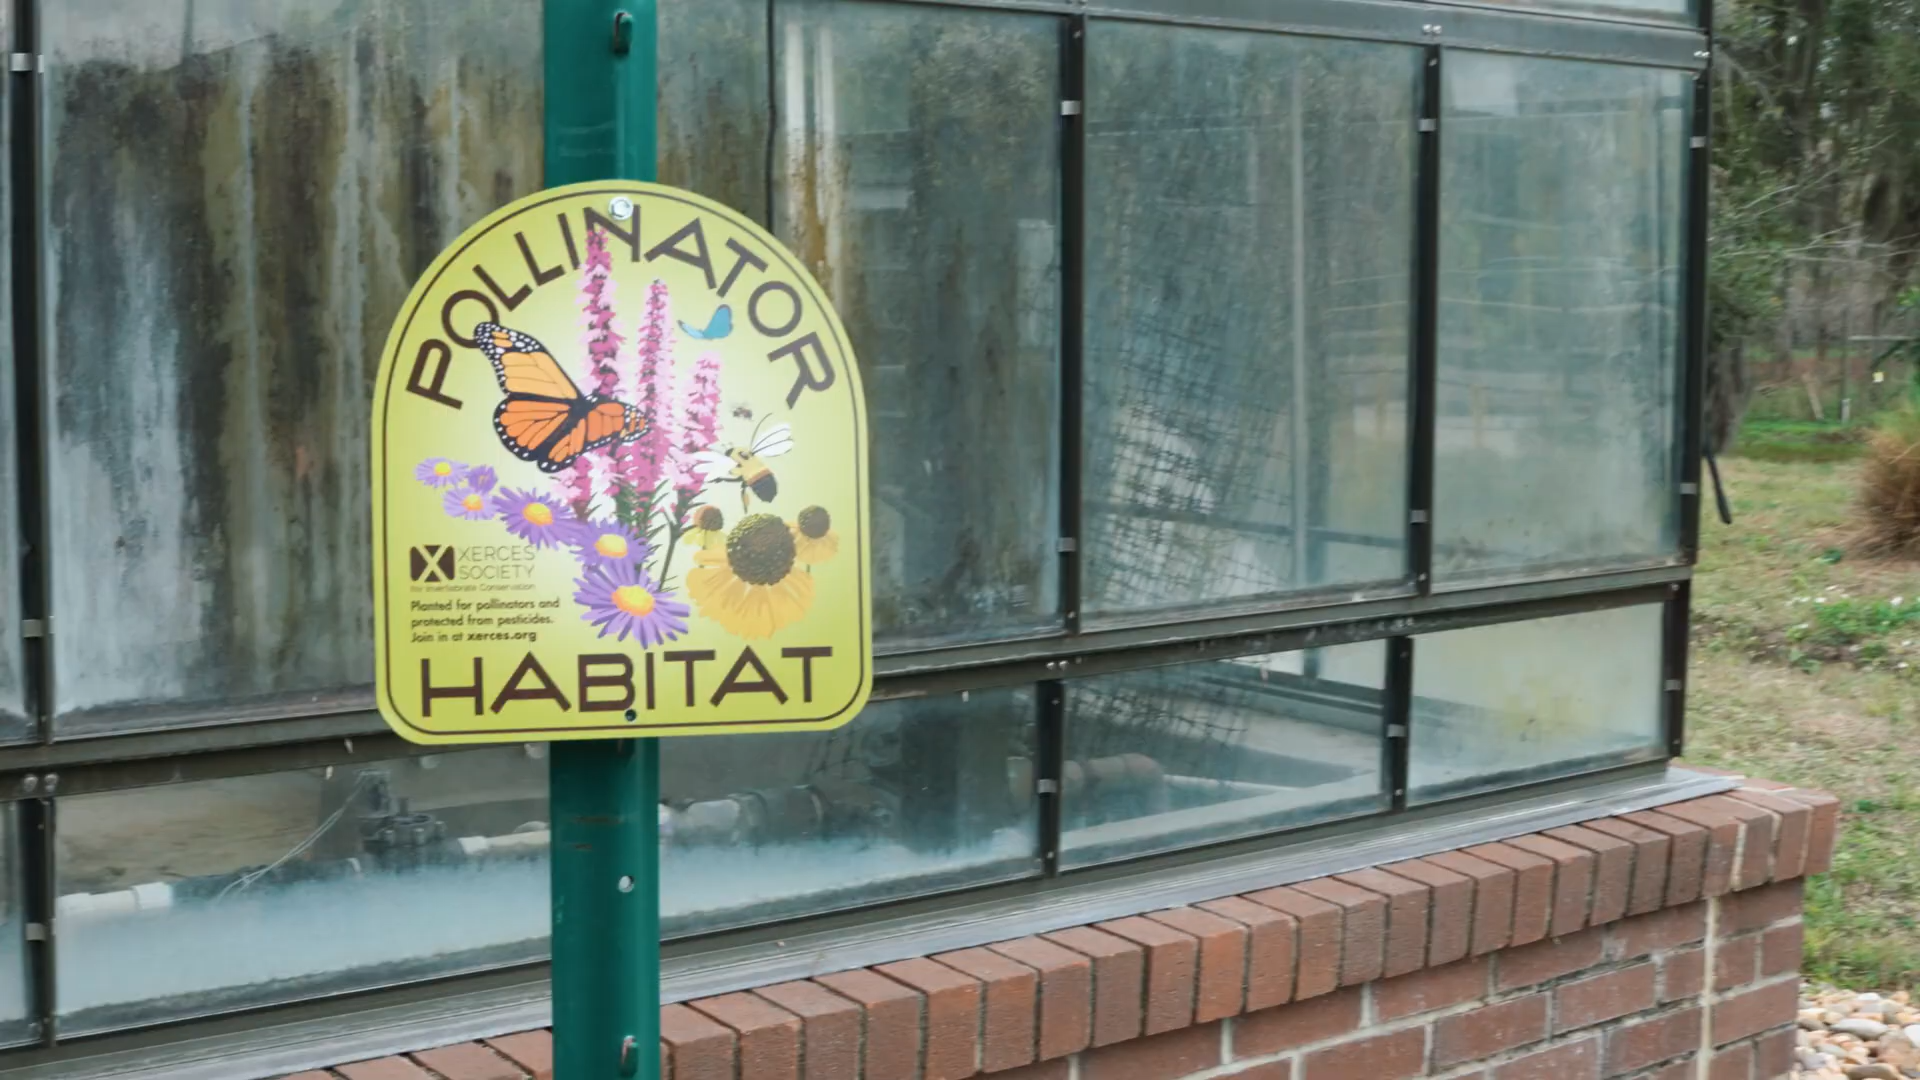 POLLINATOR
XERCES
SOCIETY
for Invertebrate Conservation
Planted for pollinators and
protected from pesticides.
Join in at xerces.org
HABITAT